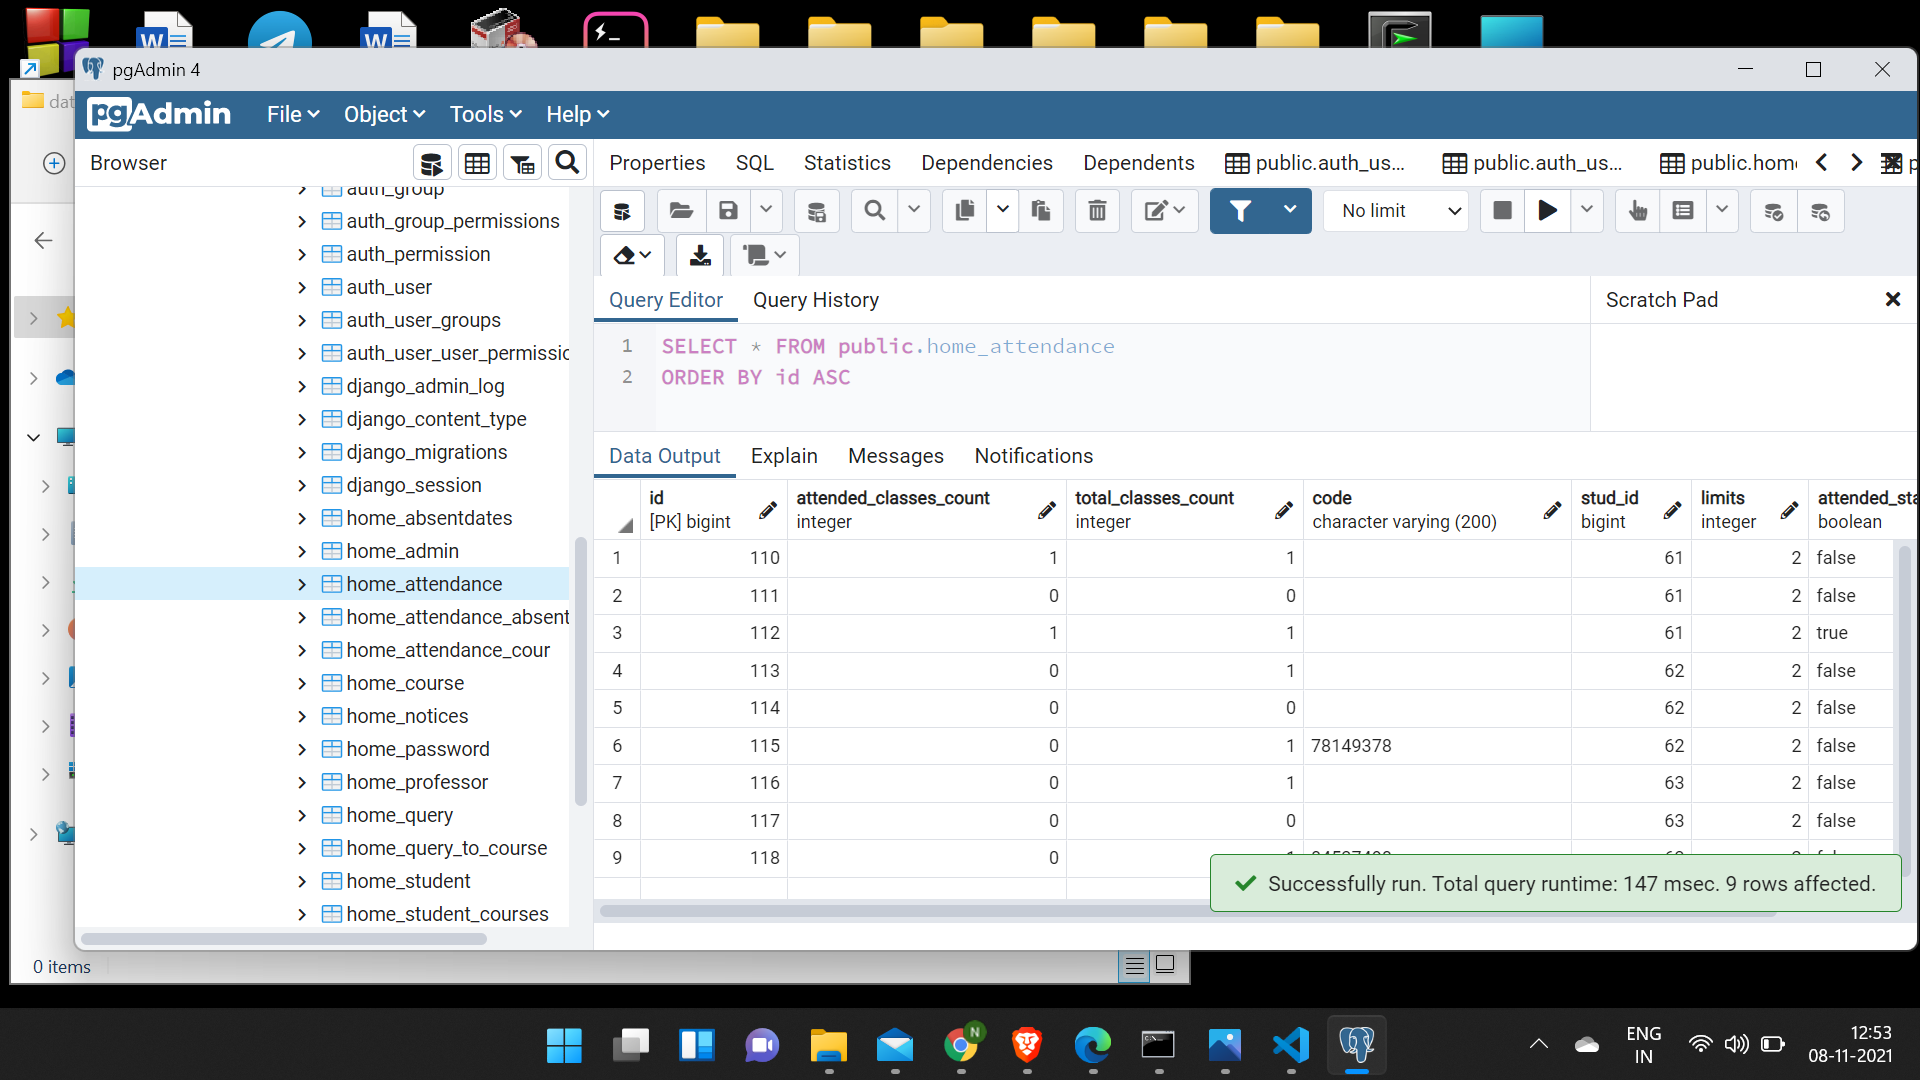 pgAdmin 4
dat
pgAdmin File Object Tools Help
Browser
Properties SQL Statistics Dependencies Dependents public.auth_us... public.auth_us... public.hom
No limit
auth_group
auth_group_permissions
auth_permission
auth_user
auth_user_groups
auth_user_user_permissio
django_admin_log
django_content_type
django_migrations
django_session
home_absentdates
home_admin
home_attendance
home_attendance_absent
home_attendance_cour
home_course
home_notices
home_password
home_professor
home_query
home_query_to_course
home_student
home_student_courses
Query Editor Query History
Scratch Pad
1 SELECT * FROM public.home_attendance
2 ORDER BY id ASC
Data Output Explain Messages Notifications
id attended_classes_count total_classes_count code stud_id limits attended_sta
[PK] bigint integer integer character varying (200) bigint integer boolean
1 110 1 1 61 2 false
2 111 0 0 61 2 false
3 112 1 1 61 2 true
4 113 0 1 62 2 false
5 114 0 0 62 2 false
6 115 0 1 78149378 62 2 false
7 116 0 1 63 2 false
8 117 0 0 63 2 false
9 118 0
Successfully run. Total query runtime: 147 msec. 9 rows affected.
0 items
N
ENG
IN
12:53
08-11-2021